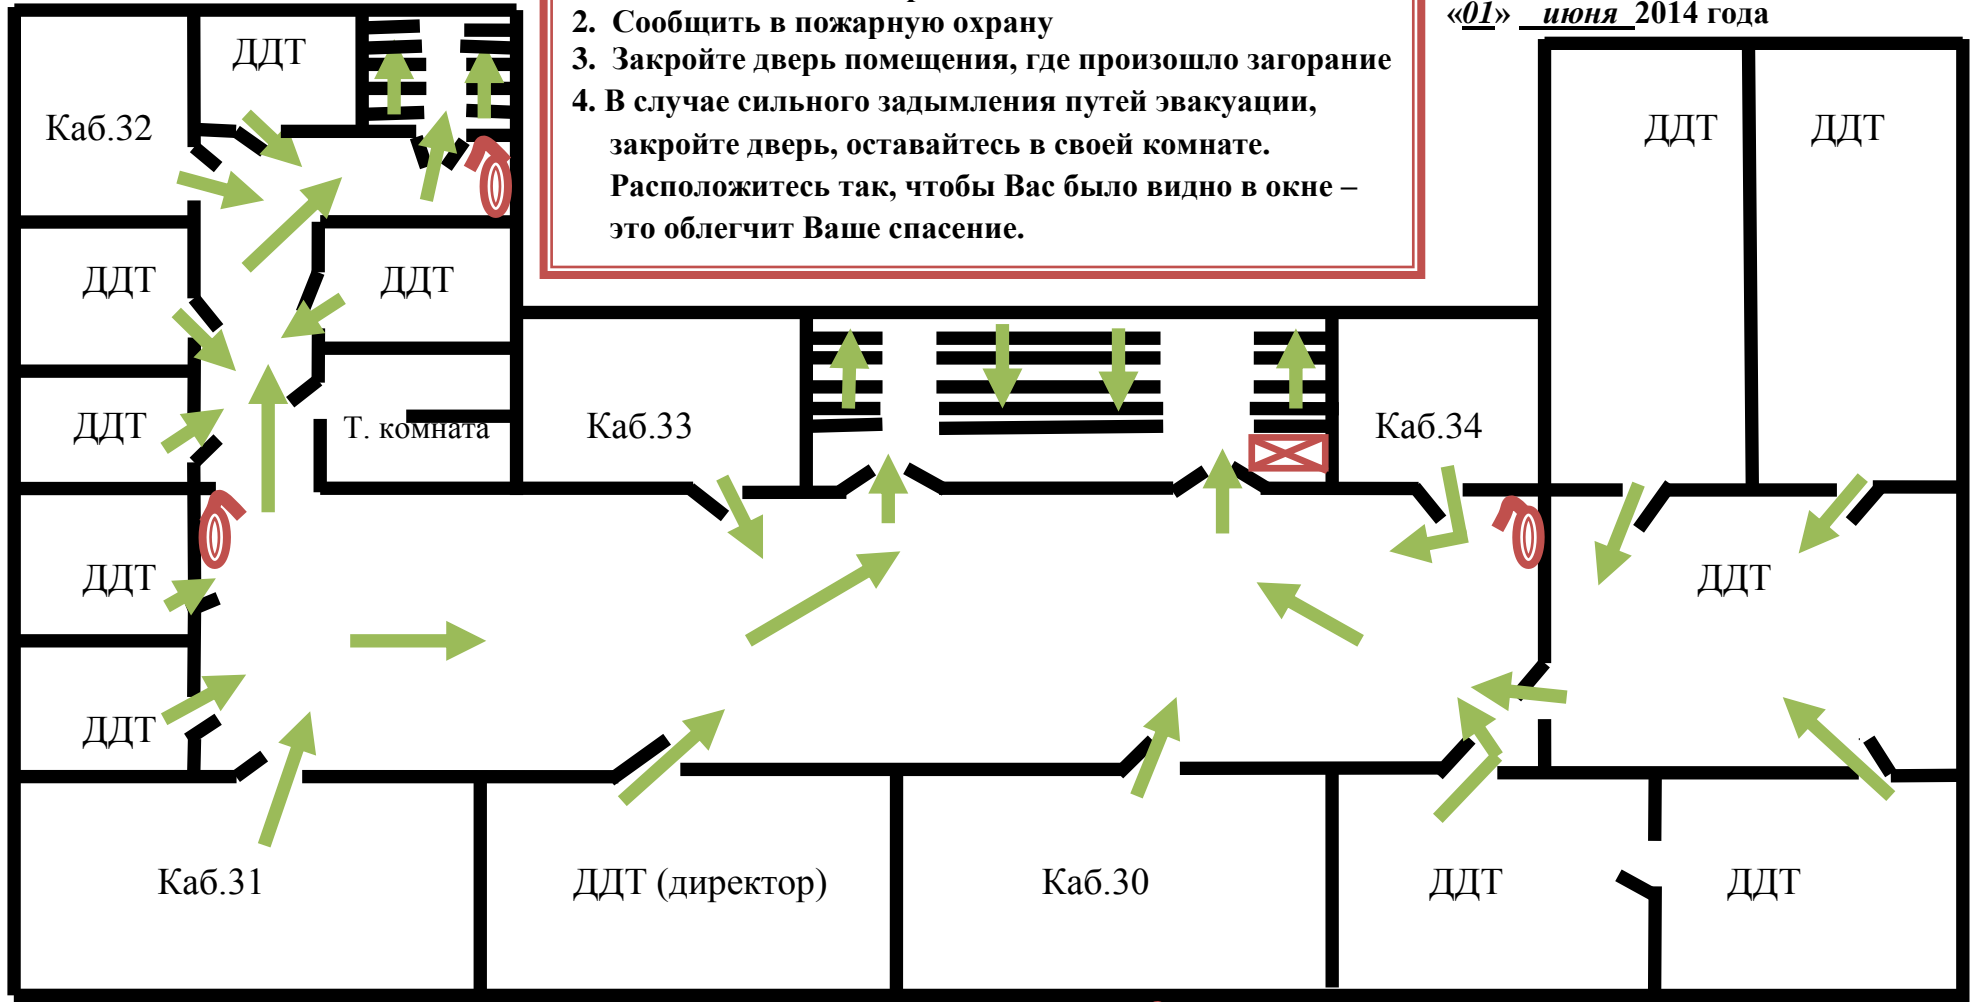 2. Сообщить в пожарную охрану
3. Закройте дверь помещения, где произошло загорание
4. В случае сильного задымления путей эвакуации,
закройте дверь, оставайтесь в своей комнате.
Расположитесь так, чтобы Вас было видно в окне –
это облегчит Ваше спасение.
«01» июня 2014 года
ДДТ
Каб.32
ДДТ
ДДТ
ДДТ
ДДТ
ДДТ
Т. комната
Каб.33
Каб.34
ДДТ
ДДТ
ДДТ
ДДТ
Каб.31
ДДТ (директор)
Каб.30
ДДТ
ДДТ